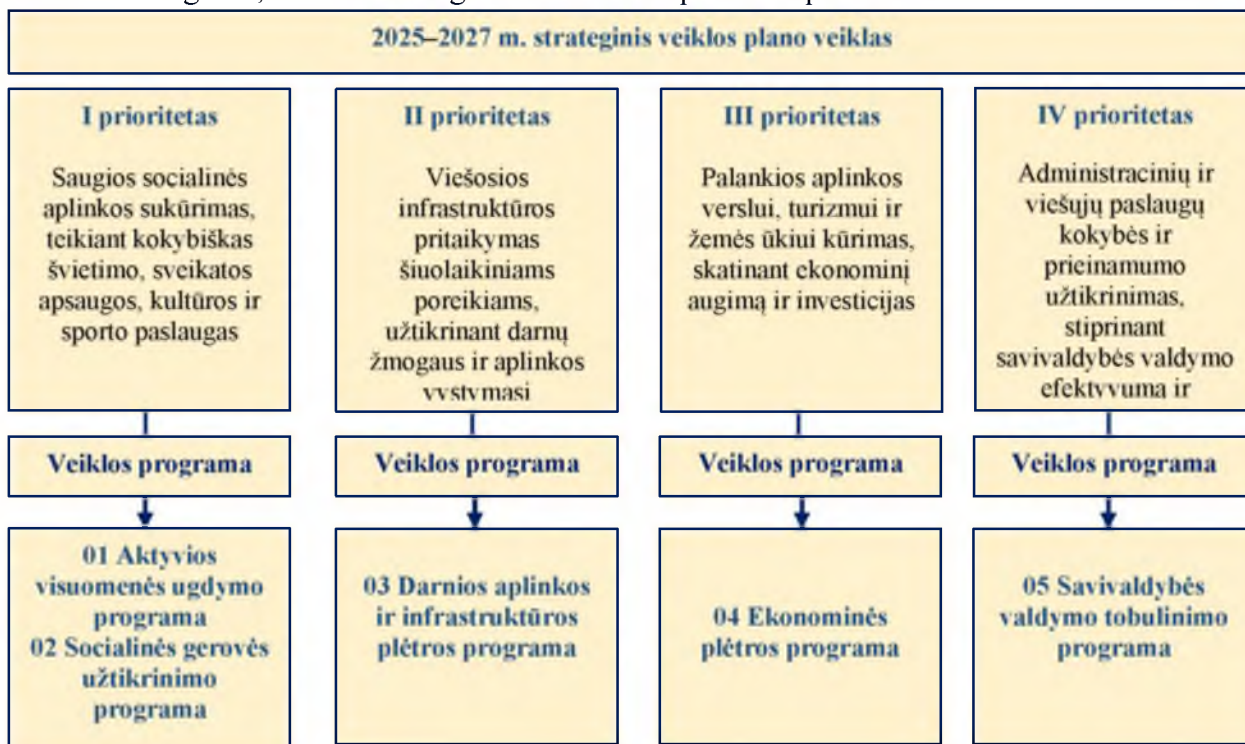 2025–2027 m. strateginis veiklos plano veiklas
I prioritetas
Saugios socialinės
aplinkos sukūrimas,
teikiant kokybiškas
švietimo, sveikatos
apsaugos, kultūros ir
sporto paslaugas
II prioritetas
Viešosios
infrastruktūros
pritaikymas
šiuolaikiniams
poreikiams,
užtikrinant darnų
žmogaus ir aplinkos
vystymasi
III prioritetas
Palankios aplinkos
verslui, turizmui ir
žemės ūkiui kūrimas,
skatinant ekonominį
augimą ir investicijas
IV prioritetas
Administracinių ir
viešųjų paslaugų
kokybės ir
prieinamumo
užtikrinimas,
stiprinant
savivaldybės valdymo
efektyvuma ir
Veiklos programa
Veiklos programa
Veiklos programa
Veiklos programa
01 Aktyvios
visuomenės ugdymo
programa
02 Socialinės gerovės
užtikrinimo
programa
03 Darnios aplinkos
ir infrastruktūros
plėtros programa
04 Ekonominės
plėtros programa
05 Savivaldybės
valdymo tobulinimo
programa